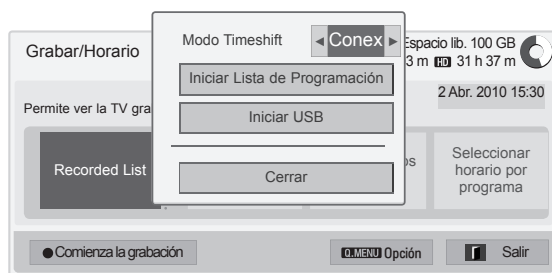 Grabar/Horario
Espacio lib. 100 GB
3 m HD 31 h 37 m
2 Abr. 2010 15:30
Permite ver la TV gra
Modo Timeshift
Conex
Iniciar Lista de Programación
Iniciar USB
Cerrar
Recorded List
os
Seleccionar
horario por
programa
Comienza la grabación
Q.MENU Opción
Salir